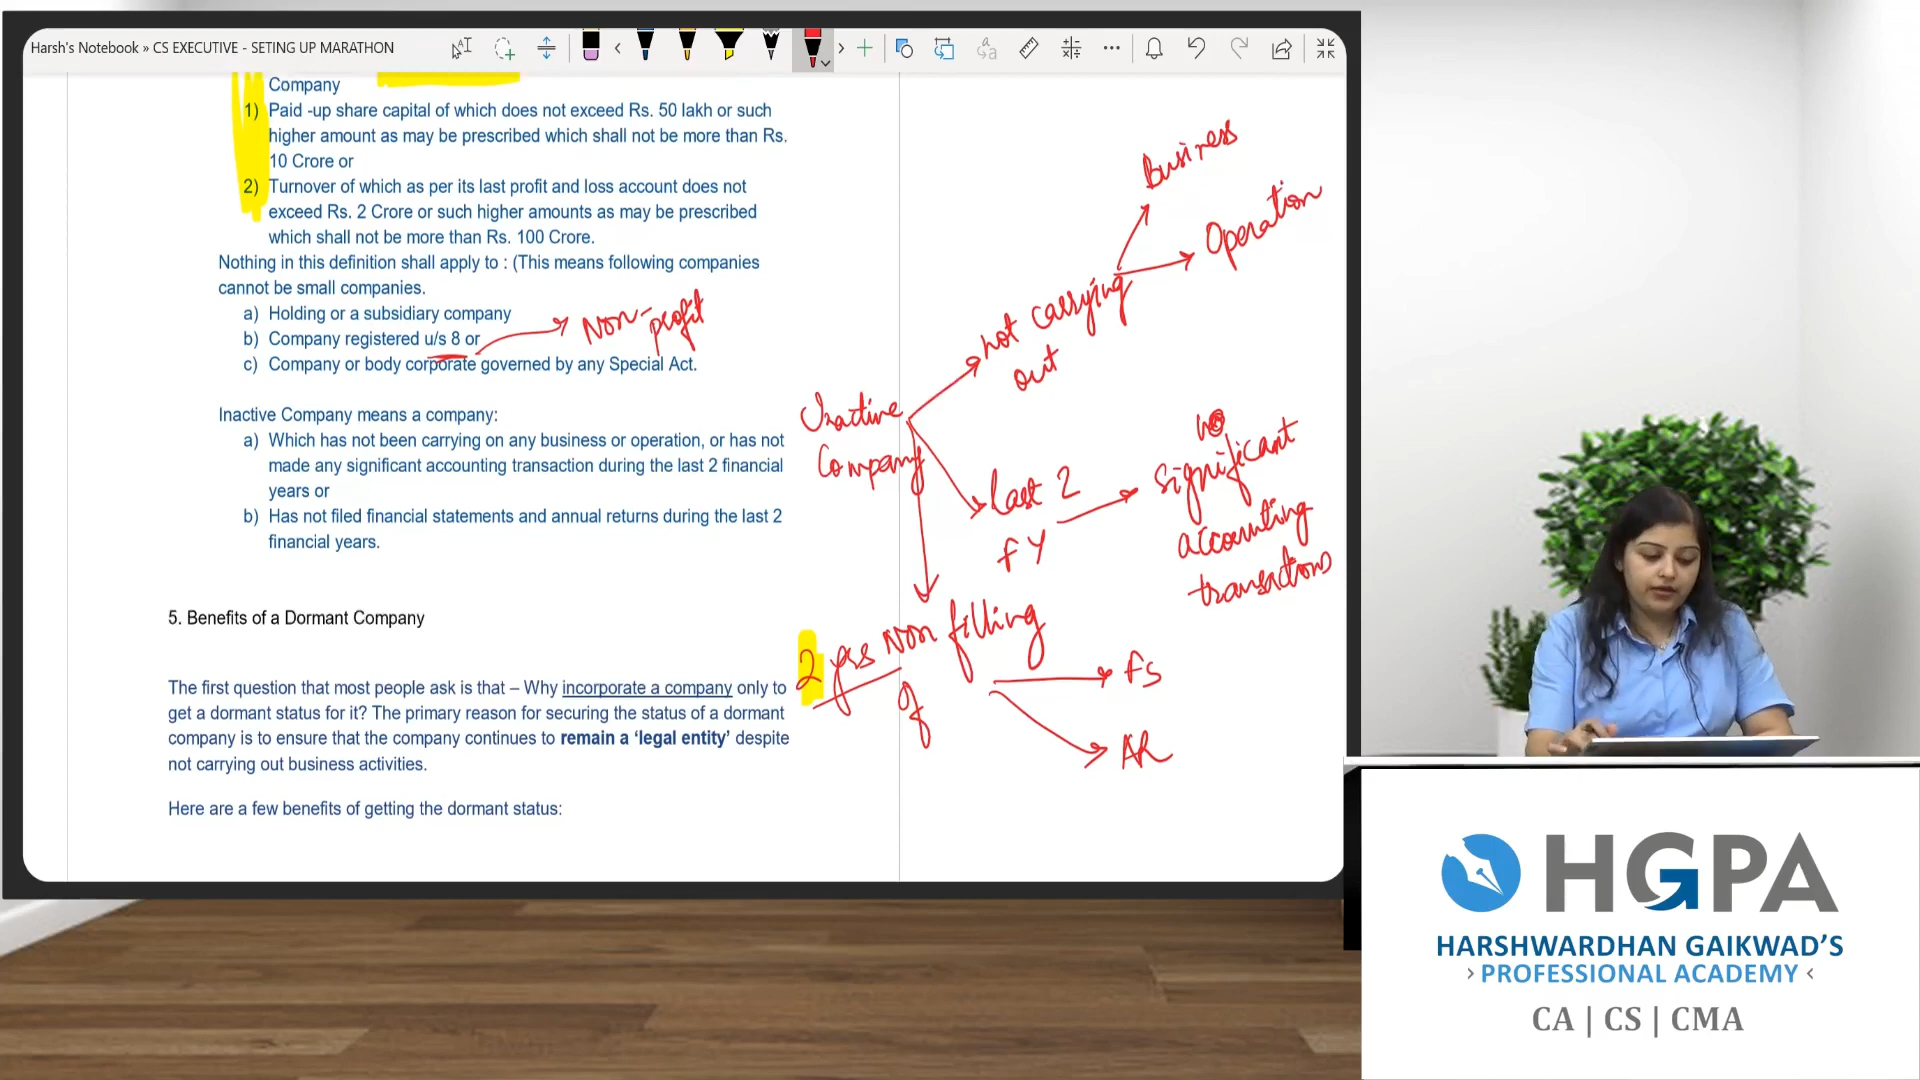 Harsh's Notebook » CS EXECUTIVE - SETING UP MARATHON
Company
1) Paid -up share capital of which does not exceed Rs. 50 lakh or such
higher amount as may be prescribed which shall not be more than Rs.
10 Crore or
2) Turnover of which as per its last profit and loss account does not
exceed Rs. 2 Crore or such higher amounts as may be prescribed
which shall not be more than Rs. 100 Crore.
Nothing in this definition shall apply to : (This means following companies
cannot be small companies.
a) Holding or a subsidiary company
b) Company registered u/s 8 or
c) Company or body corporate governed by any Special Act.
Non-
profit
Inactive Company means a company:
a) Which has not been carrying on any business or operation, or has not
made any significant accounting transaction during the last 2 financial
years or
b) Has not filed financial statements and annual returns during the last 2
financial years.
5. Benefits of a Dormant Company
The first question that most people ask is that – Why incorporate a company only to
get a dormant status for it? The primary reason for securing the status of a dormant
company is to ensure that the company continues to remain a 'legal entity' despite
not carrying out business activities.
Here are a few benefits of getting the dormant status:
Inactive
Company
not carrying
out
Business
Operation
Last 2
FY
No
significant
accounting
transactions
2 yrs Non filling
of
FS
AR
HGPA
HARSHWARDHAN GAIKWAD'S
› PROFESSIONAL ACADEMY ‹
CA | CS | CMA